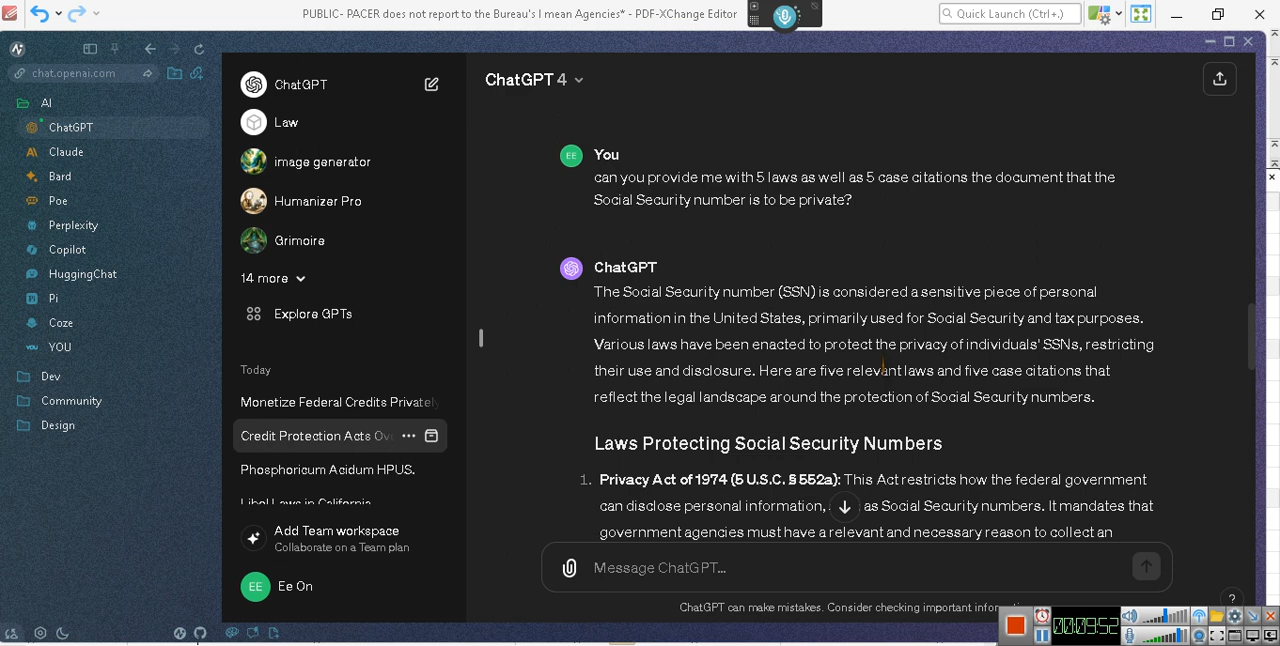 PUBLIC- PACER does not report to the Bureau's I mean Agencies* - PDF-XChange Editor
Quick Launch (Ctrl+.)
chat.openai.com
AI
ChatGPT
Claude
Bard
Poe
Perplexity
Copilot
HuggingChat
Pi
Coze
YOU
YOU
Dev
Community
Design
ChatGPT
Law
image generator
Humanizer Pro
Grimoire
14 more
Explore GPTs
Today
Monetize Federal Credits Privately
Credit Protection Acts Ov
Phosphoricum Acidum HPUS.
Libel Laws in California
Add Team workspace
Collaborate on a Team plan
EE
Ee On
ChatGPT 4
EE
You
can you provide me with 5 laws as well as 5 case citations the document that the
Social Security number is to be private?
ChatGPT
The Social Security number (SSN) is considered a sensitive piece of personal
information in the United States, primarily used for Social Security and tax purposes.
Various laws have been enacted to protect the privacy of individuals' SSNs, restricting
their use and disclosure. Here are five relevant laws and five case citations that
reflect the legal landscape around the protection of Social Security numbers.
Laws Protecting Social Security Numbers
1. Privacy Act of 1974 (5 U.S.C. § 552a): This Act restricts how the federal government
can disclose personal information, as Social Security numbers. It mandates that
government agencies must have a relevant and necessary reason to collect an
Message ChatGPT...
ChatGPT can make mistakes. Consider checking important
?
00:09:52